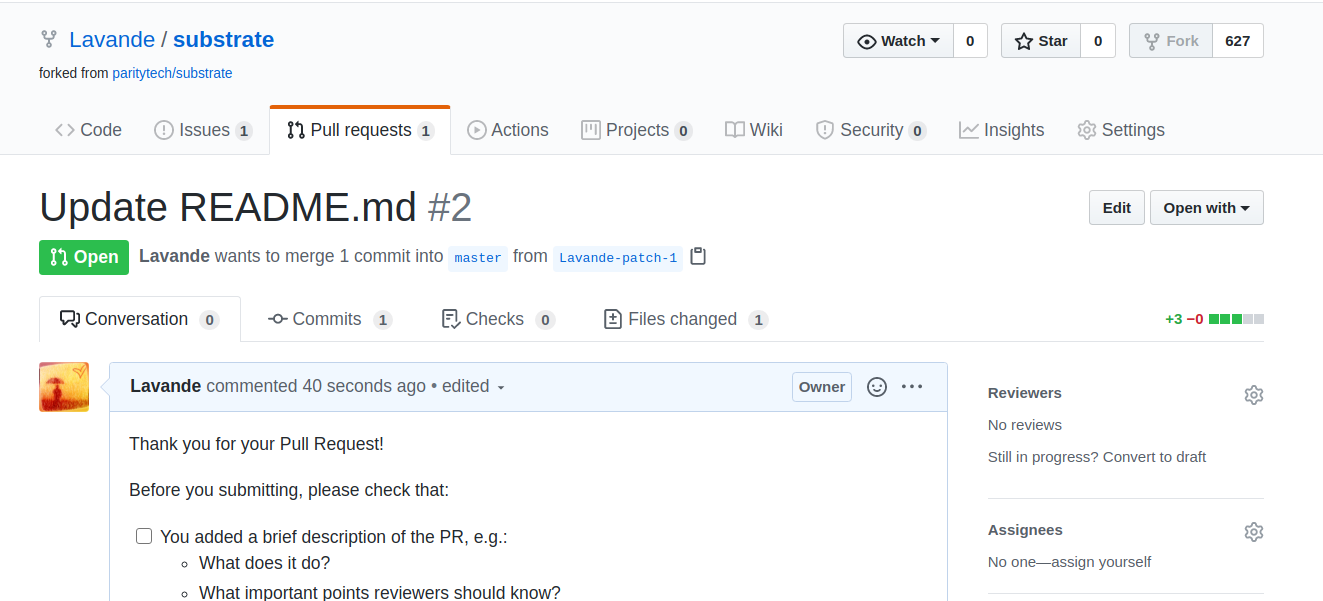 Lavande / substrate
Watch 0 Star 0 Fork 627
forked from paritytech/substrate
Code Issues 1 Pull requests 1 Actions Projects 0 Wiki Security 0 Insights Settings
Update README.md #2
Edit Open with
Open Lavande wants to merge 1 commit into master from Lavande-patch-1
Conversation 0 Commits 1 Checks 0 Files changed 1 +3 −0
Lavande commented 40 seconds ago • edited Owner
Reviewers
No reviews
Still in progress? Convert to draft
Thank you for your Pull Request!
Before you submitting, please check that:
You added a brief description of the PR, e.g.:
What does it do?
What important points reviewers should know?
Assignees
No one—assign yourself